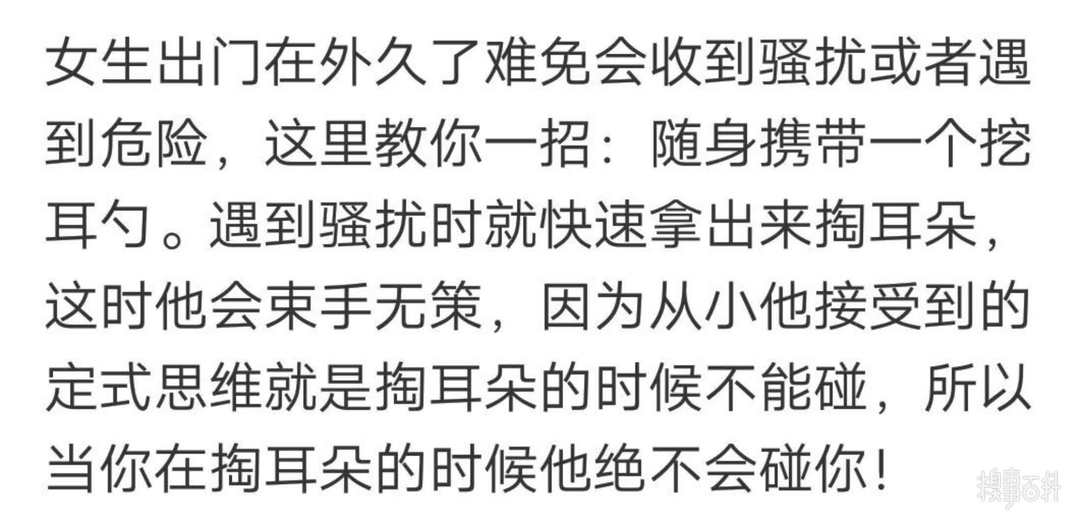 女生出门在外久了难免会收到骚扰或者遇
到危险，这里教你一招：随身携带一个挖
耳勺。遇到骚扰时就快速拿出来掏耳朵，
这时他会束手无策，因为从小他接受到的
定式思维就是掏耳朵的时候不能碰，所以
当你在掏耳朵的时候他绝不会碰你！